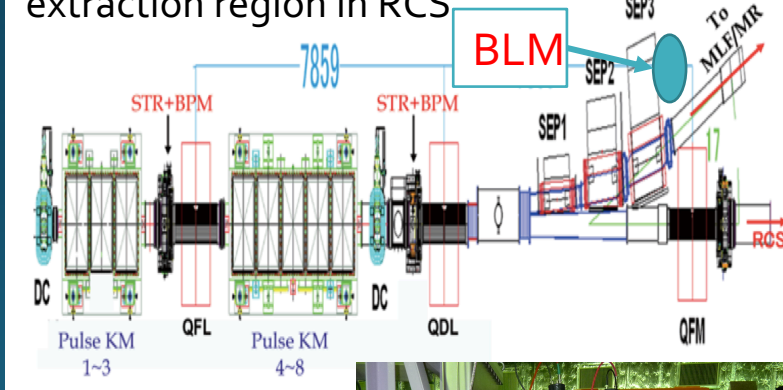 extraction region in RCS
BLM
SEP3
To
MLF/MR
7859
SEP2
STR+BPM
STR+BPM
SEP1
17
RCS
DC
DC
QFL
QDL
QFM
Pulse KM
1~3
Pulse KM
4~8